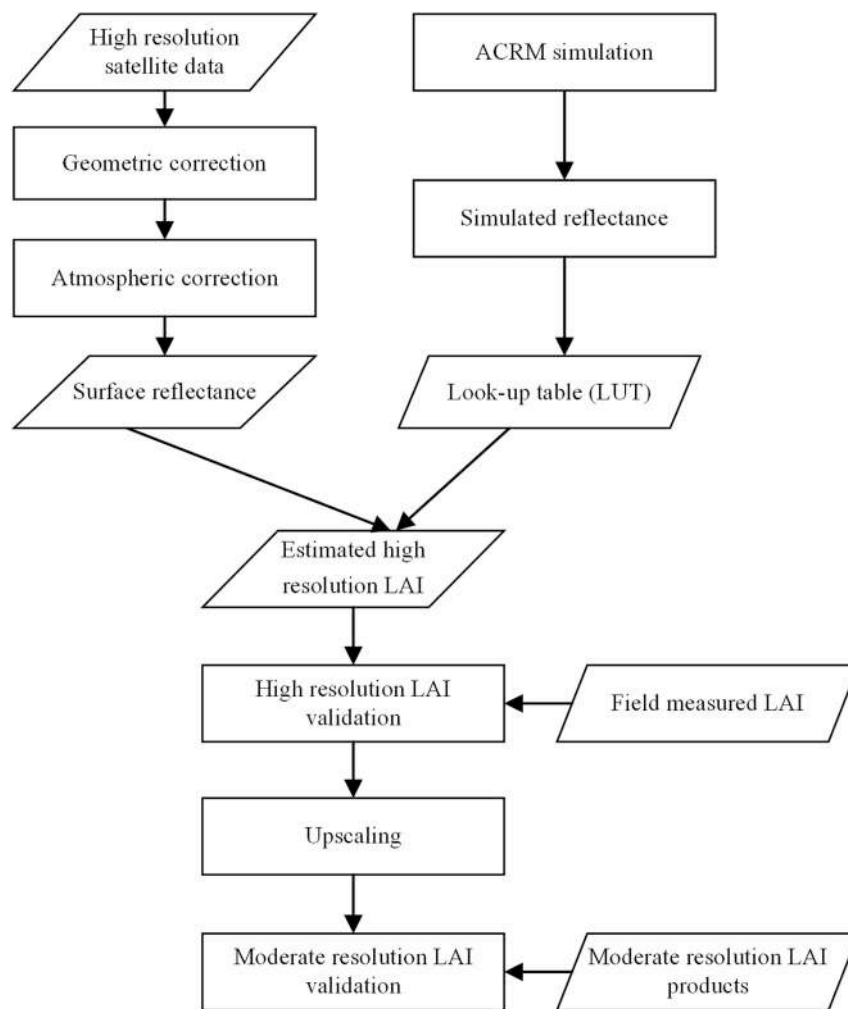 High resolution
satellite data
ACRM simulation
Geometric correction
Simulated reflectance
Atmospheric correction
Surface reflectance
Look-up table (LUT)
Estimated high
resolution LAI
High resolution LAI
validation
Field measured LAI
Upscaling
Moderate resolution LAI
validation
Moderate resolution LAI
products